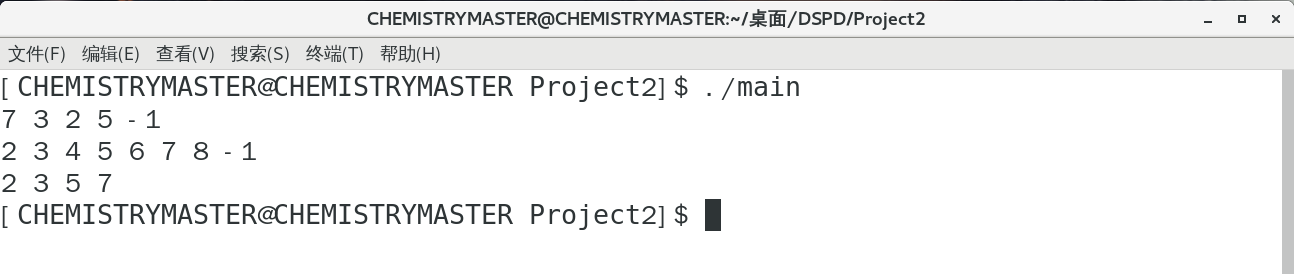 CHEMISTRYMASTER@CHEMISTRYMASTER:~/桌面/DSPD/Project2
文件(F) 编辑(E) 查看(V) 搜索(S) 终端(T) 帮助(H)
[CHEMISTRYMASTER@CHEMISTRYMASTER Project2]$ ./main
7 3 2 5 -1
2 3 4 5 6 7 8 -1
2 3 5 7
[CHEMISTRYMASTER@CHEMISTRYMASTER Project2]$